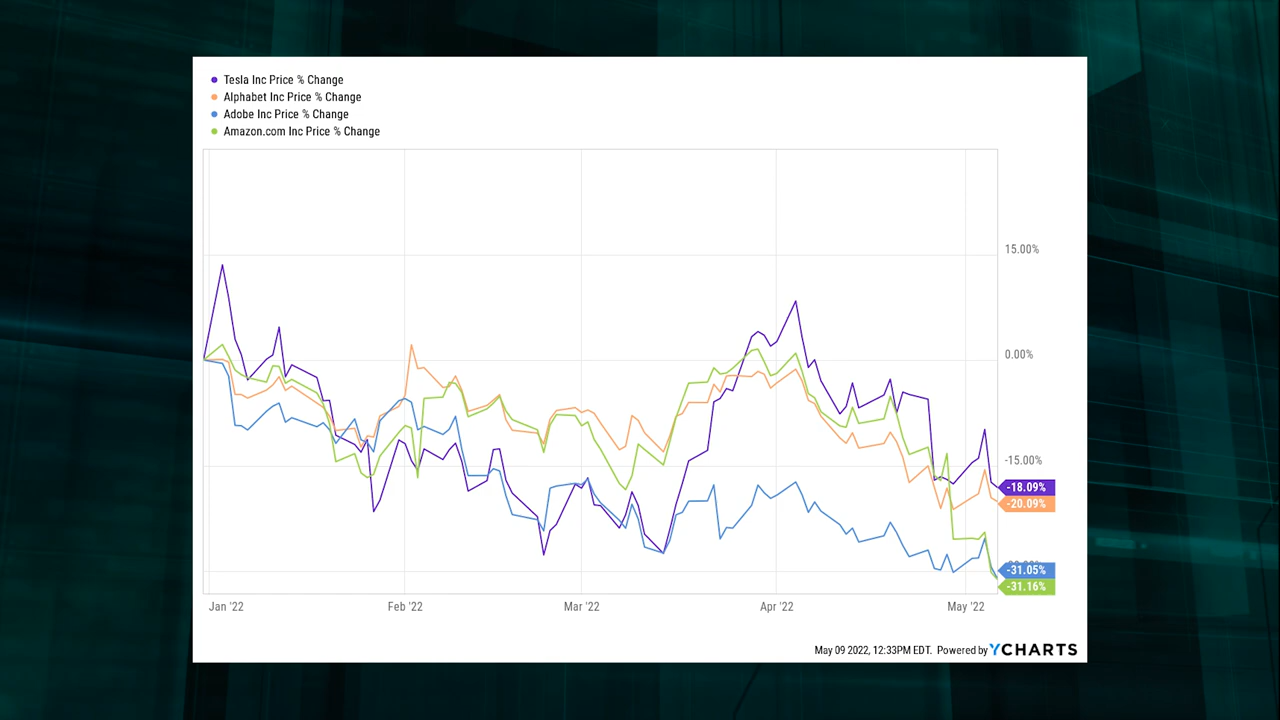 Tesla Inc Price % Change
Alphabet Inc Price % Change
Adobe Inc Price % Change
Amazon.com Inc Price % Change
15.00%
0.00%
-15.00%
-18.09%
-20.09%
-31.05%
-31.16%
Jan '22 Feb '22 Mar '22 Apr '22 May '22
May 09 2022, 12:33PM EDT. Powered by YCHARTS